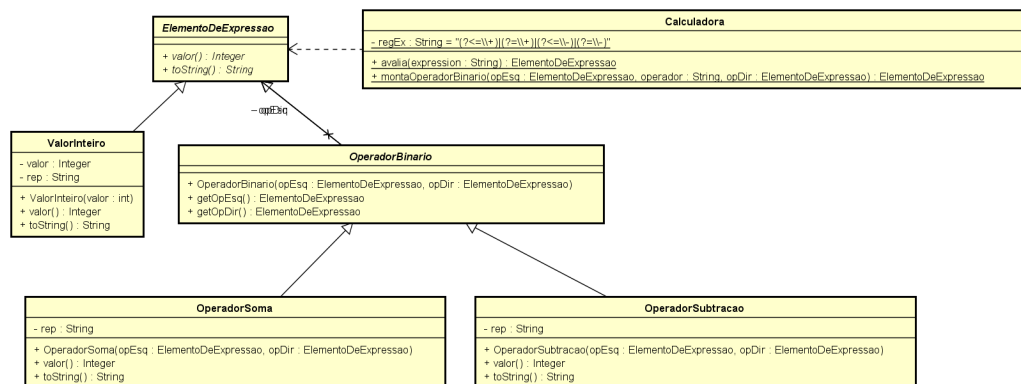 ElementoDeExpressao
+ valor() : Integer
+ toString() : String
Calculadora
- regEx : String = "(?<=\\+)|(?=\\+)|(?<=\\-)|(?=\\-)"
+ avalia(expression : String) : ElementoDeExpressao
+ montaOperadorBinario(opEsq : ElementoDeExpressao, operador : String, opDir : ElementoDeExpressao) : ElementoDeExpressao
ValorInteiro
- valor : Integer
- rep : String
+ ValorInteiro(valor : int)
+ valor() : Integer
+ toString() : String
OperadorBinario
+ OperadorBinario(opEsq : ElementoDeExpressao, opDir : ElementoDeExpressao)
+ getOpEsq() : ElementoDeExpressao
+ getOpDir() : ElementoDeExpressao
OperadorSoma
- rep : String
+ OperadorSoma(opEsq : ElementoDeExpressao, opDir : ElementoDeExpressao)
+ valor() : Integer
+ toString() : String
OperadorSubtracao
- rep : String
+ OperadorSubtracao(opEsq : ElementoDeExpressao, opDir : ElementoDeExpressao)
+ valor() : Integer
+ toString() : String